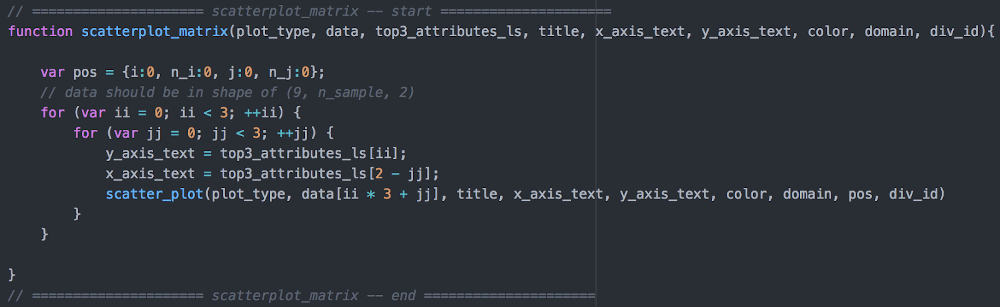 // ===================== scatterplot_matrix -- start =====================
function scatterplot_matrix(plot_type, data, top3_attributes_ls, title, x_axis_text, y_axis_text, color, domain, div_id){
    var pos = {i:0, n_i:0, j:0, n_j:0};
    // data should be in shape of (9, n_sample, 2)
    for (var ii = 0; ii < 3; ++ii) {
        for (var jj = 0; jj < 3; ++jj) {
            y_axis_text = top3_attributes_ls[ii];
            x_axis_text = top3_attributes_ls[2 - jj];
            scatter_plot(plot_type, data[ii * 3 + jj], title, x_axis_text, y_axis_text, color, domain, pos, div_id)
        }
    }
}
// ===================== scatterplot_matrix -- end =====================